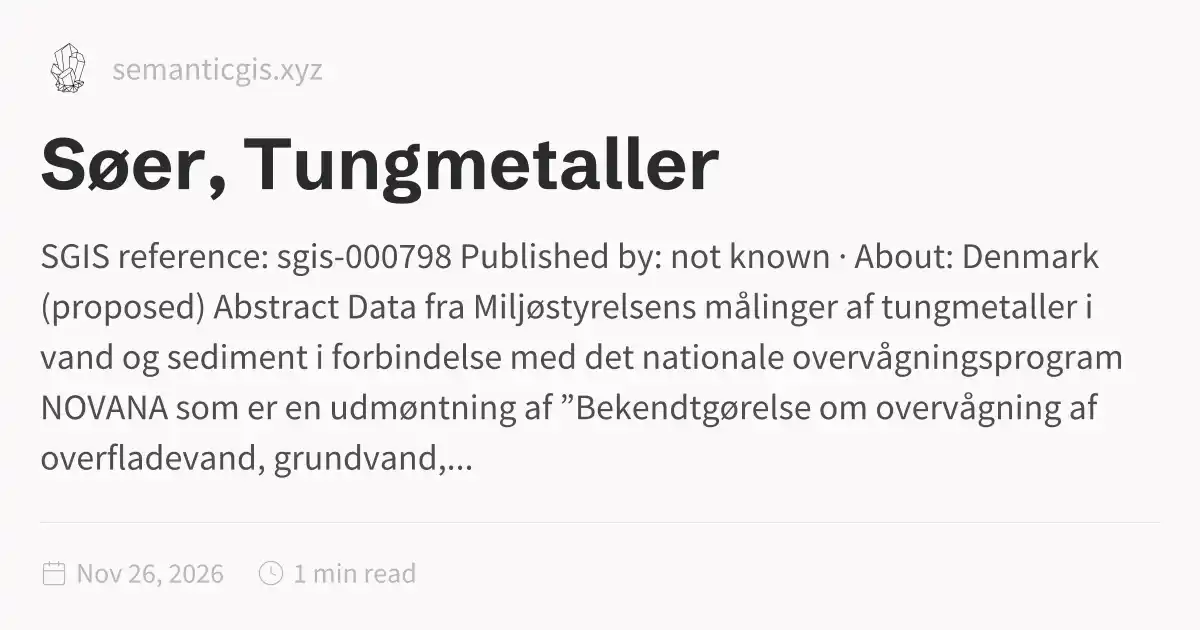 semanticgis.xyz
Søer, Tungmetaller
SGIS reference: sgis-000798 Published by: not known · About: Denmark
(proposed) Abstract Data fra Miljøstyrelsens målinger af tungmetaller i
vand og sediment i forbindelse med det nationale overvågningsprogram
NOVANA som er en udmøntning af ”Bekendtgørelse om overvågning af
overfladevand, grundvand,...
Nov 26, 2026 1 min read